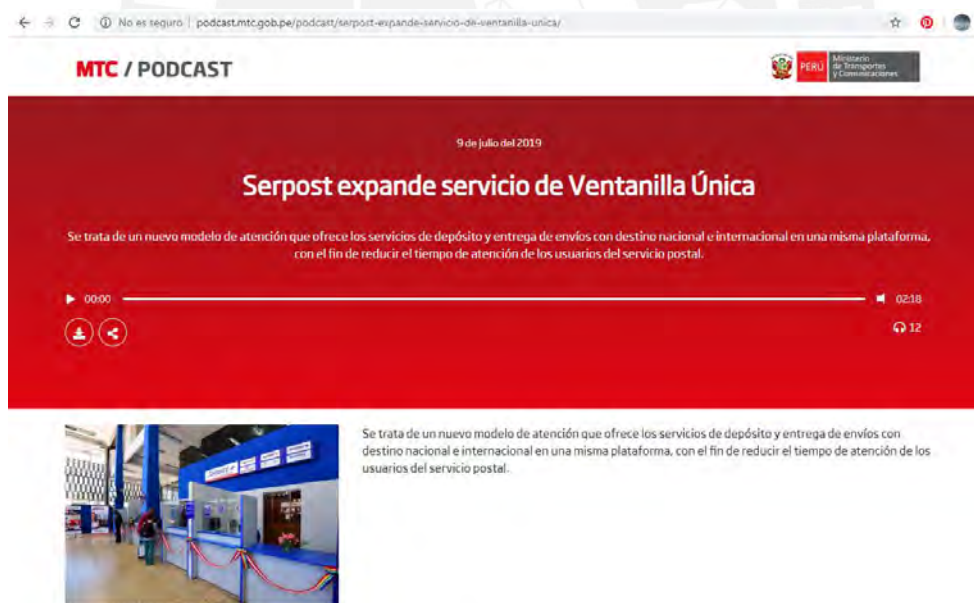 No es seguro | podcast.mtc.gob.pe/podcast/serpost-expande-servicio-de-ventanilla-unica/
MTC / PODCAST
PERÚ Ministerio
de Transportes
y Comunicaciones
9 de julio del 2019
Serpost expande servicio de Ventanilla Única
Se trata de un nuevo modelo de atención que ofrece los servicios de depósito y entrega de envíos con destino nacional e internacional en una misma plataforma,
con el fin de reducir el tiempo de atención de los usuarios del servicio postal.
00:00
02:18
12
Se trata de un nuevo modelo de atención que ofrece los servicios de depósito y entrega de envíos con
destino nacional e internacional en una misma plataforma, con el fin de reducir el tiempo de atención de los
usuarios del servicio postal.